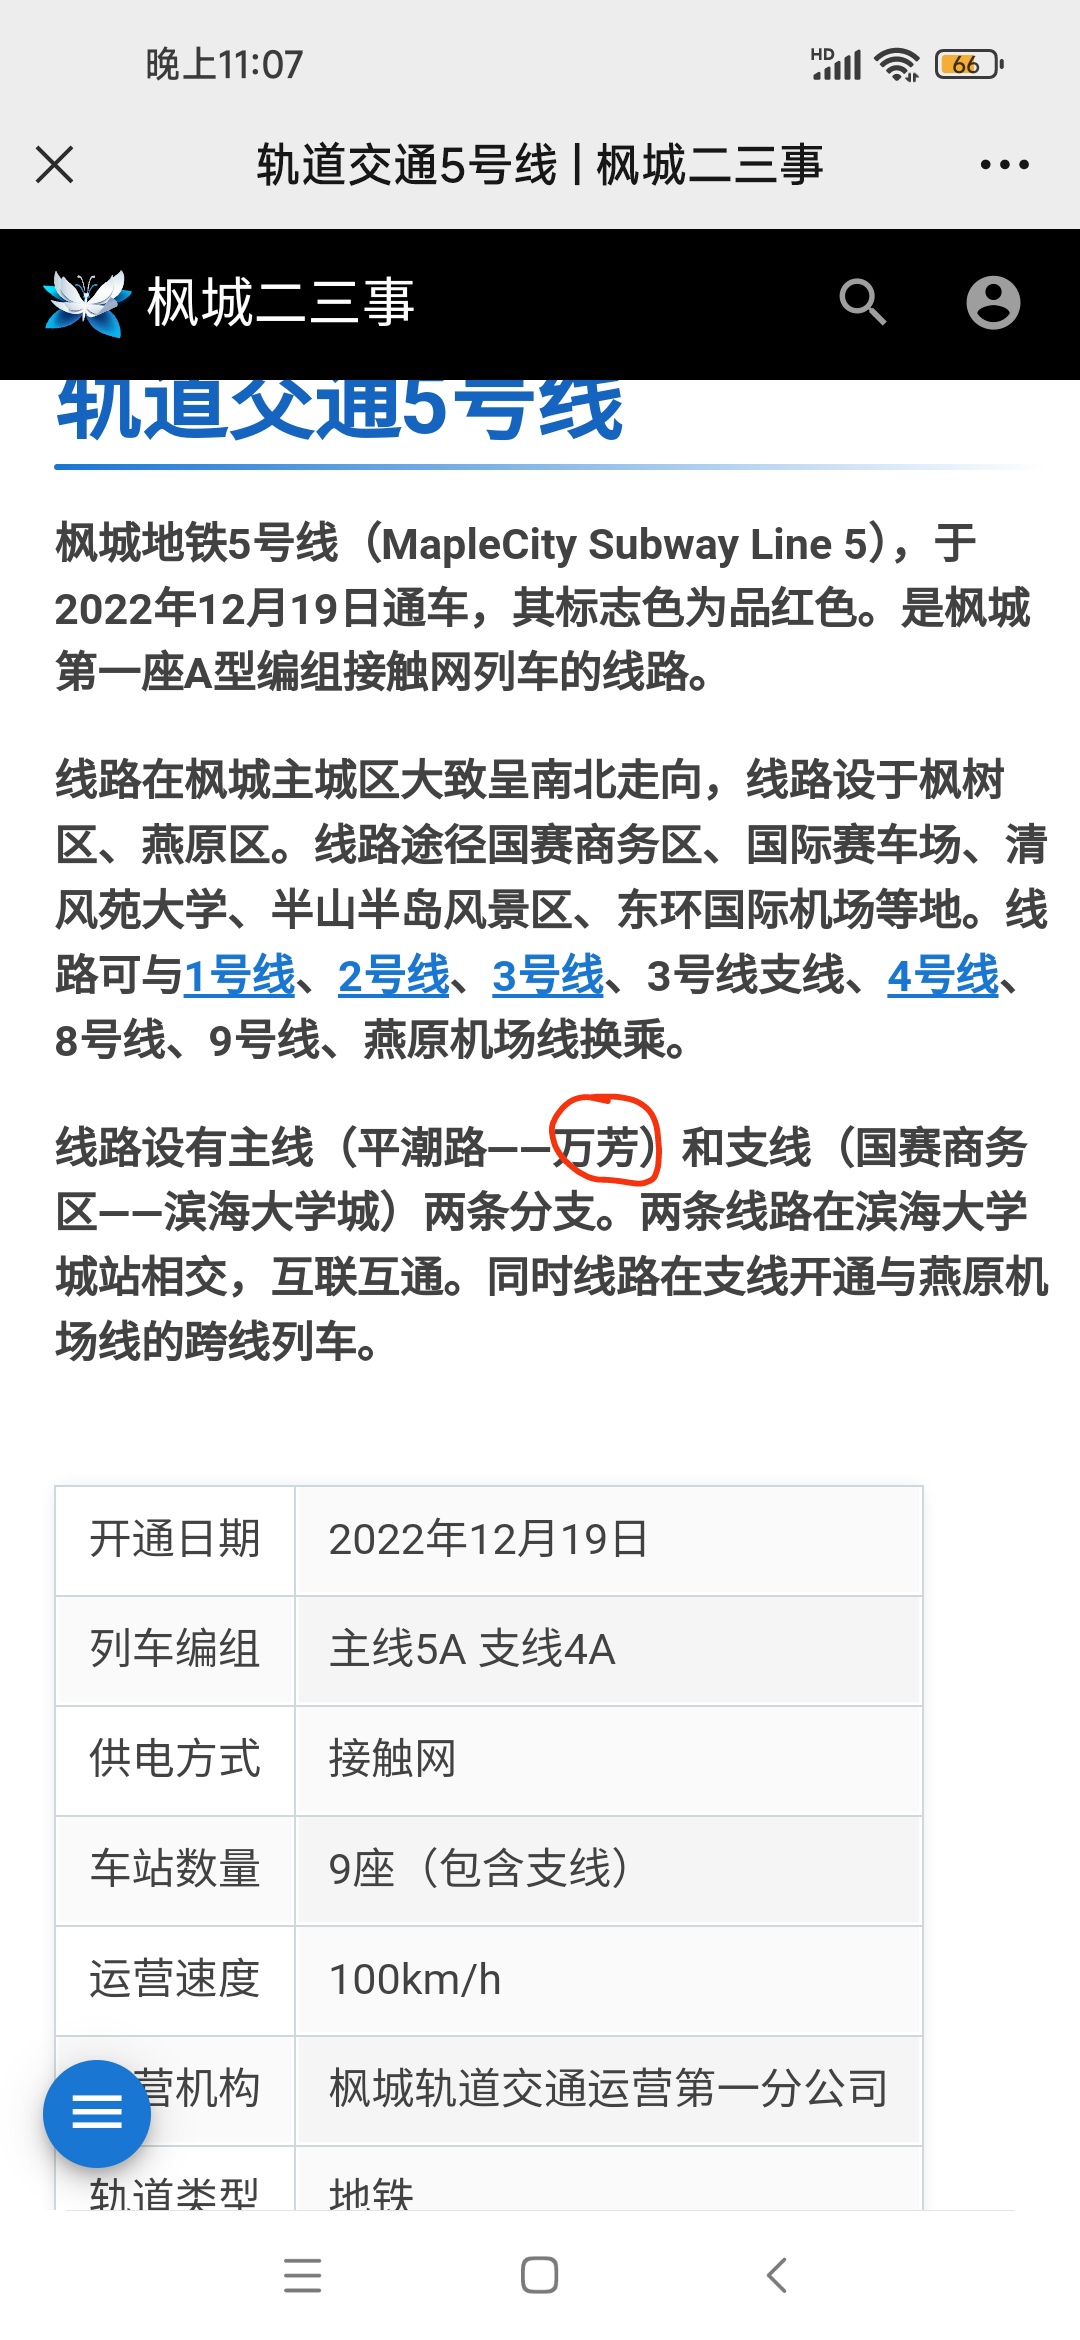 晚上11:07
HD
66
轨道交通5号线 | 枫城二三事
枫城二三事
轨道交通5号线
枫城地铁5号线（MapleCity Subway Line 5），于
2022年12月19日通车，其标志色为品红色。是枫城
第一座A型编组接触网列车的线路。
线路在枫城主城区大致呈南北走向，线路设于枫树
区、燕原区。线路途径国赛商务区、国际赛车场、清
风苑大学、半山半岛风景区、东环国际机场等地。线
路可与1号线、2号线、3号线、3号线支线、4号线、
8号线、9号线、燕原机场线换乘。
线路设有主线（平潮路——万芳）和支线（国赛商务
区——滨海大学城）两条分支。两条线路在滨海大学
城站相交，互联互通。同时线路在支线开通与燕原机
场线的跨线列车。
开通日期 2022年12月19日
列车编组 主线5A 支线4A
供电方式 接触网
车站数量 9座（包含支线）
运营速度 100km/h
营机构 枫城轨道交通运营第一分公司
轨道类型 地铁